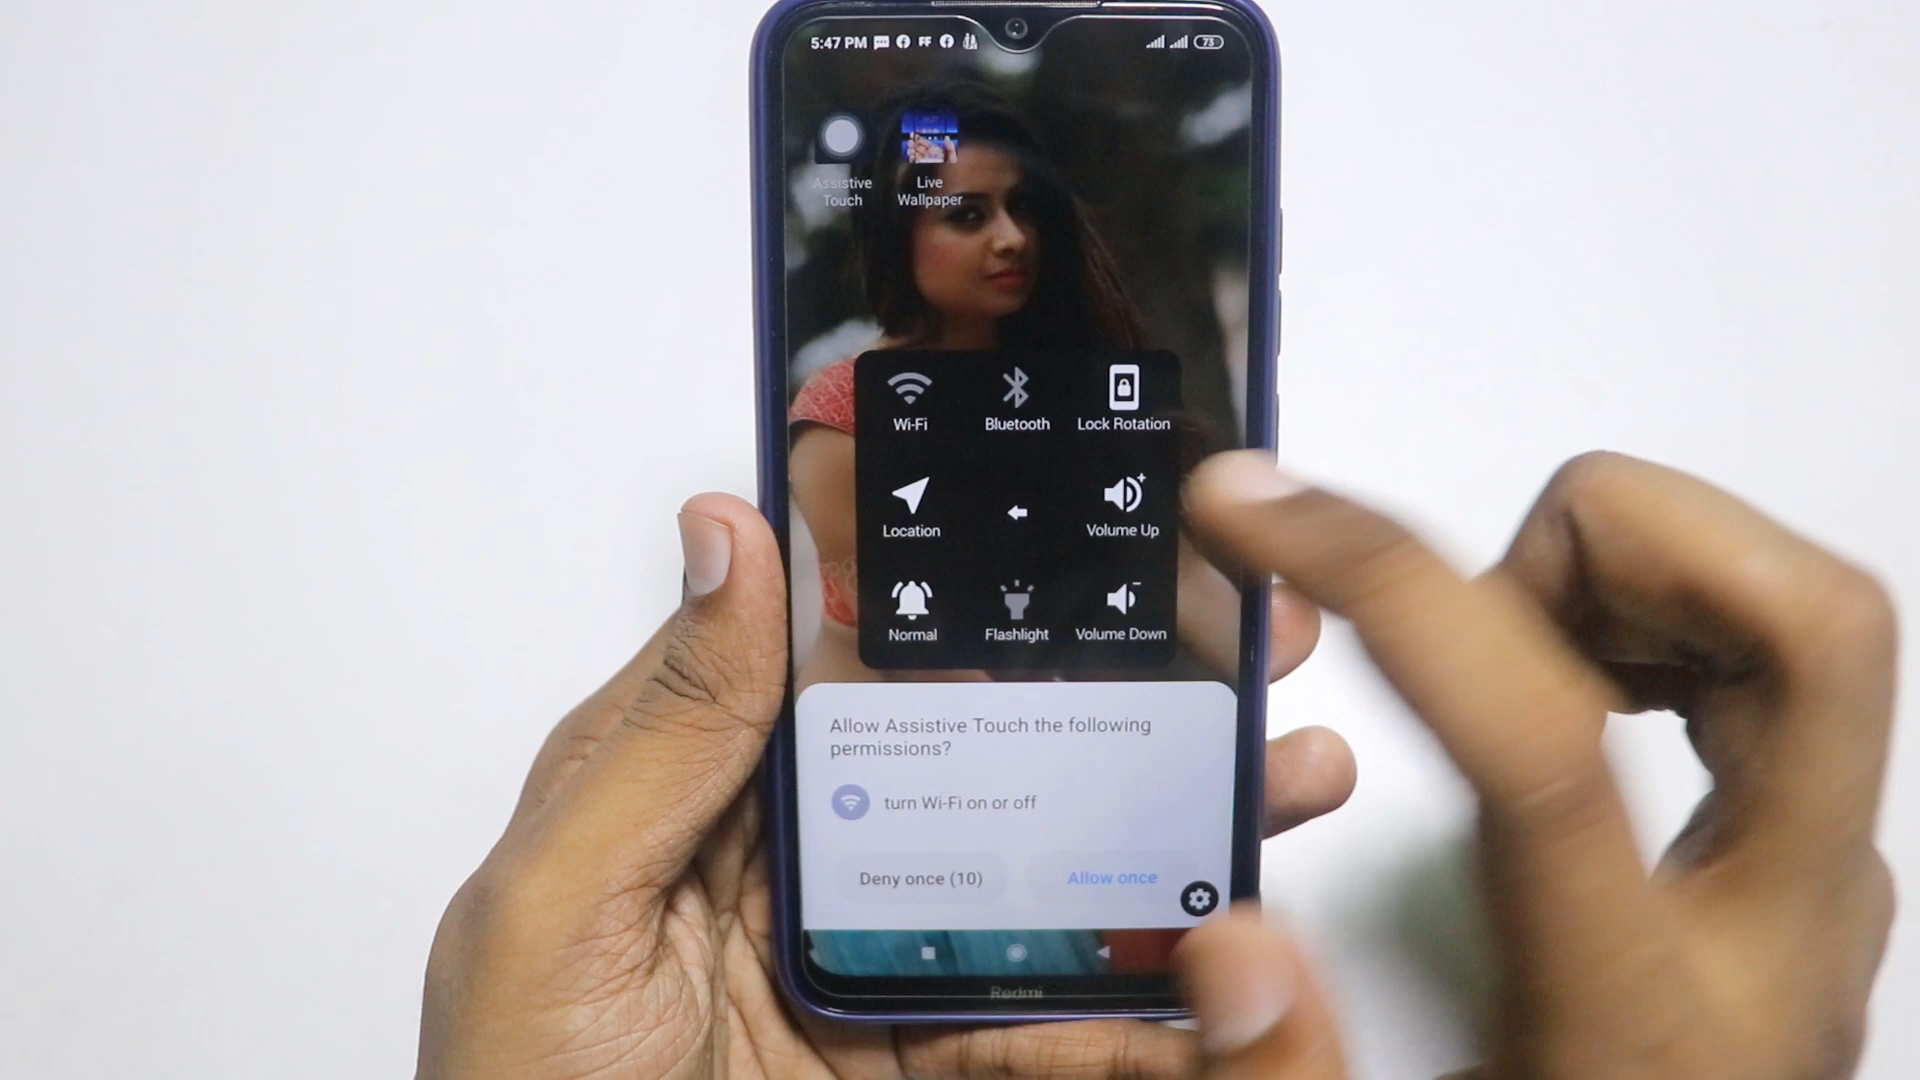 5:47 PM
73
Assistive
Touch
Live
Wallpaper
Wi-Fi
Bluetooth
Lock Rotation
Location
Volume Up
Normal
Flashlight
Volume Down
Allow Assistive Touch the following
permissions?
turn Wi-Fi on or off
Deny once (10)
Allow once
Redmi